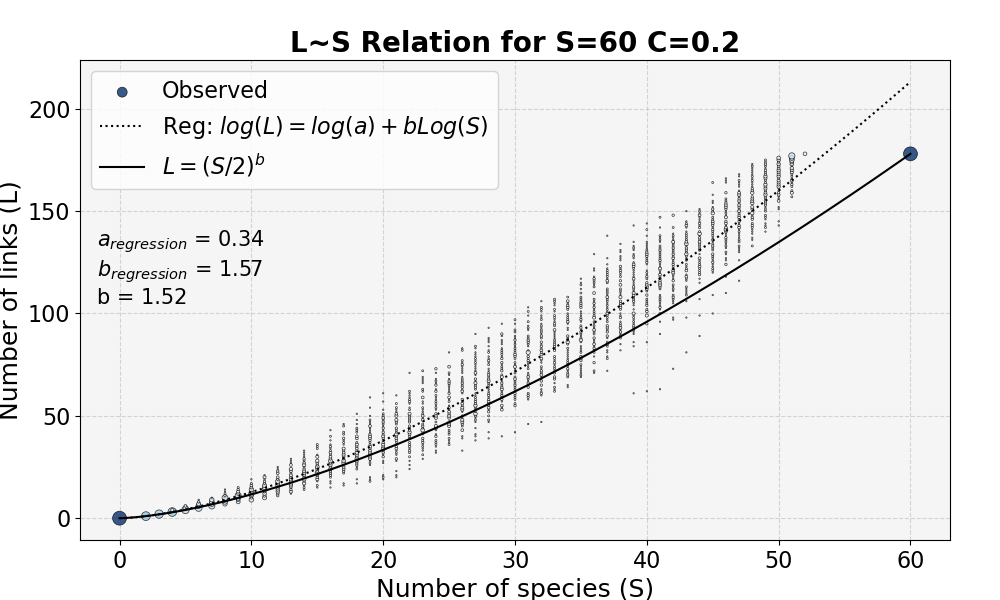 L~S Relation for S=60 C=0.2
Observed
Reg: log(L) = log(a) + bLog(S)
L = (S/2)^b
a_regression = 0.34
b_regression = 1.57
b = 1.52
Number of links (L)
200
150
100
50
0
0 10 20 30 40 50 60
Number of species (S)